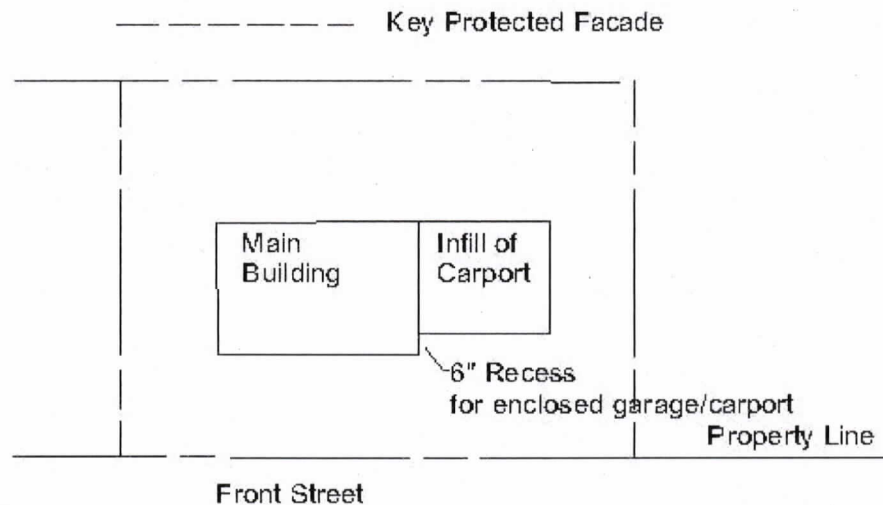 Key Protected Facade
Main
Building
Infill of
Carport
6" Recess
for enclosed garage/carport
Property Line
Front Street